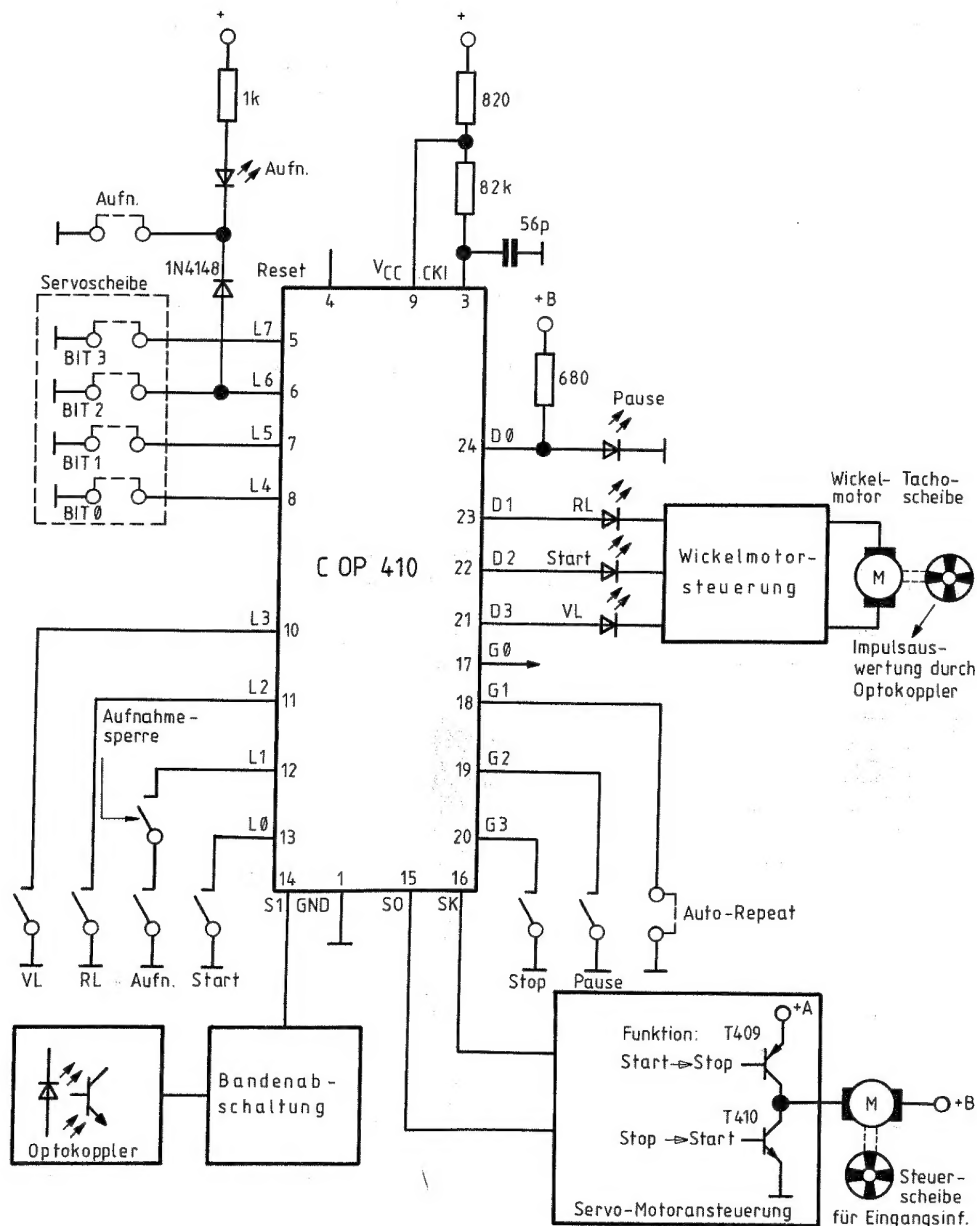 +
+
1k
820
Aufn.
82k
Aufn.
56p
1N4148
Reset
VCC
CKI
4
9
3
+B
Servoscheibe
L7
5
BIT 3
680
L6
6
BIT 2
Pause
L5
7
BIT 1
24
DØ
L4
8
BIT Ø
Wickel-motor
Tacho-scheibe
23
D1
RL
C OP 410
22
D2
Start
Wickelmotor-
steuerung
M
21
D3
VL
L3
10
17
GØ
Impulsaus-
wertung durch
Optokoppler
L2
11
18
G1
Aufnahme-
sperre
L1
12
19
G2
LØ
13
20
G3
14
1
15
16
S1
GND
SO
SK
Auto-Repeat
VL
RL
Aufn.
Start
Stop
Pause
+A
Funktion:
T409
Start→Stop
Bandenab-
schaltung
M
+B
T410
Stop→Start
Optokoppler
Steuer-
scheibe
für Eingangsinf.
Servo-Motoransteuerung